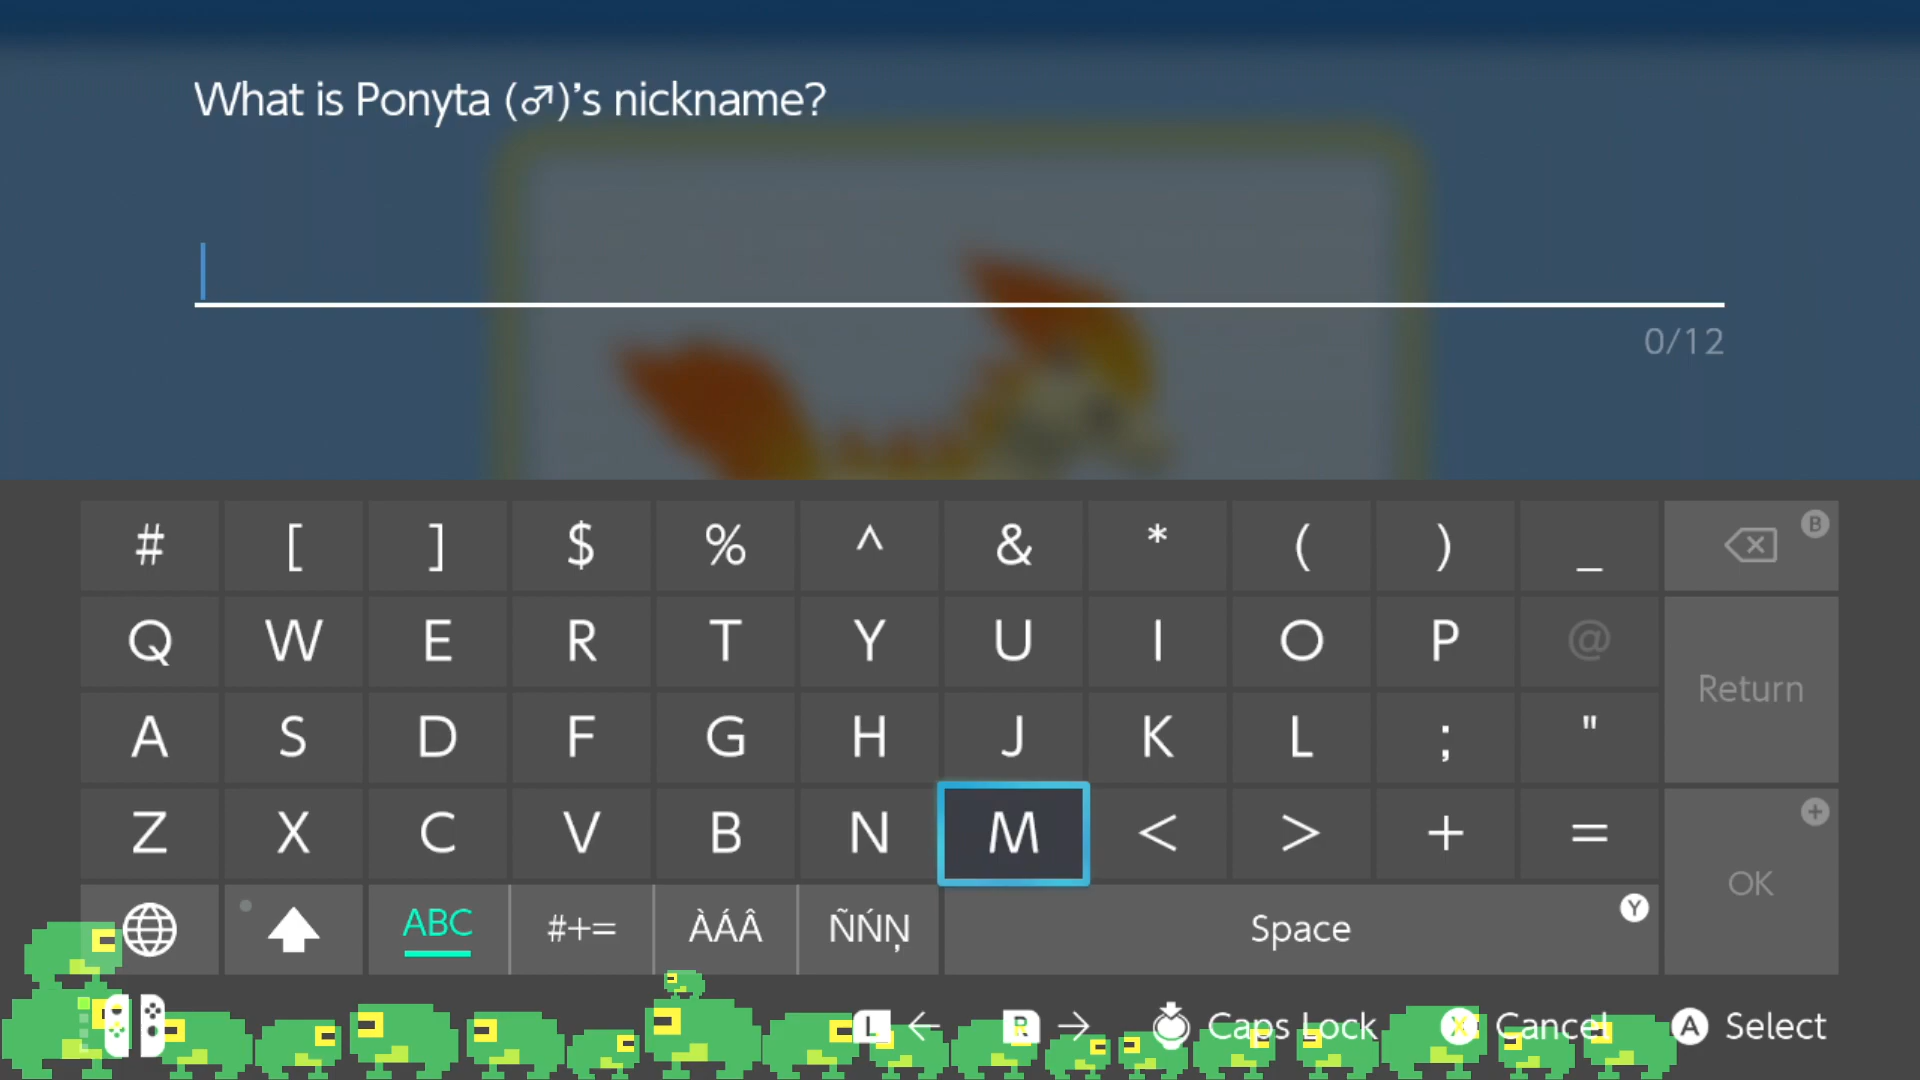 What is Ponyta (♂)'s nickname?
0/12
# [ ] $ % ^ & * ( ) _ B
Q W E R T Y U I O P @ Return
A S D F G H J K L ; "
Z X C V B N M < > + = OK +
ABC #+= ÀÁÂ ÑŃŅ Space Y
L ← R → Caps Lock X Cancel A Select